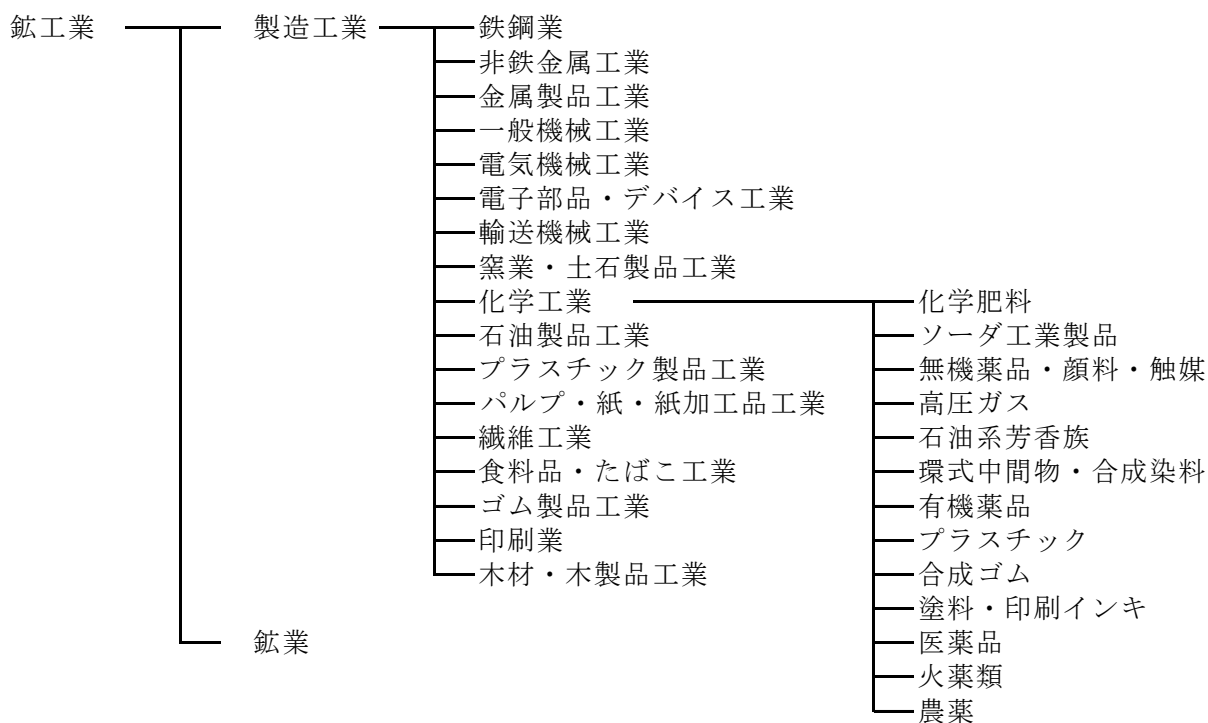 鉱工業
製造工業
鉄鋼業
非鉄金属工業
金属製品工業
一般機械工業
電気機械工業
電子部品・デバイス工業
輸送機械工業
窯業・土石製品工業
化学工業
石油製品工業
プラスチック製品工業
パルプ・紙・紙加工品工業
繊維工業
食料品・たばこ工業
ゴム製品工業
印刷業
木材・木製品工業
化学肥料
ソーダ工業製品
無機薬品・顔料・触媒
高圧ガス
石油系芳香族
環式中間物・合成染料
有機薬品
プラスチック
合成ゴム
塗料・印刷インキ
医薬品
火薬類
農薬
鉱業